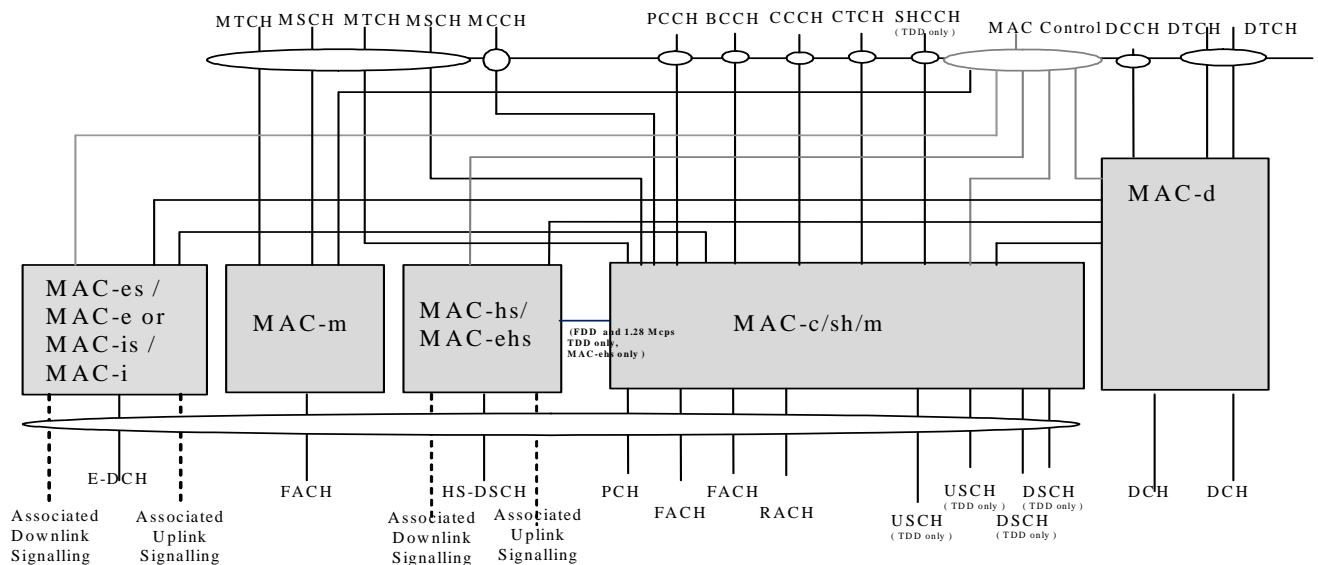 MTCH MSCH MTCH MSCH MCCH PCCH BCCH CCCH CTCH SHCCH MAC Control DCCH DTCH DTCH
( TDD only )
MAC-d
MAC-es /
MAC-e or
MAC-is /
MAC-i
MAC-m
MAC-hs/
MAC-ehs
(FDD and 1.28 Mcps
TDD only,
MAC-ehs only )
MAC-c/sh/m
E-DCH
FACH
HS-DSCH
PCH
FACH
FACH
RACH
USCH
( TDD only )
USCH
( TDD only )
DSCH
( TDD only )
DSCH
( TDD only )
DCH
DCH
Associated
Downlink
Signalling
Associated
Uplink
Signalling
Associated
Downlink
Signalling
Associated
Uplink
Signalling